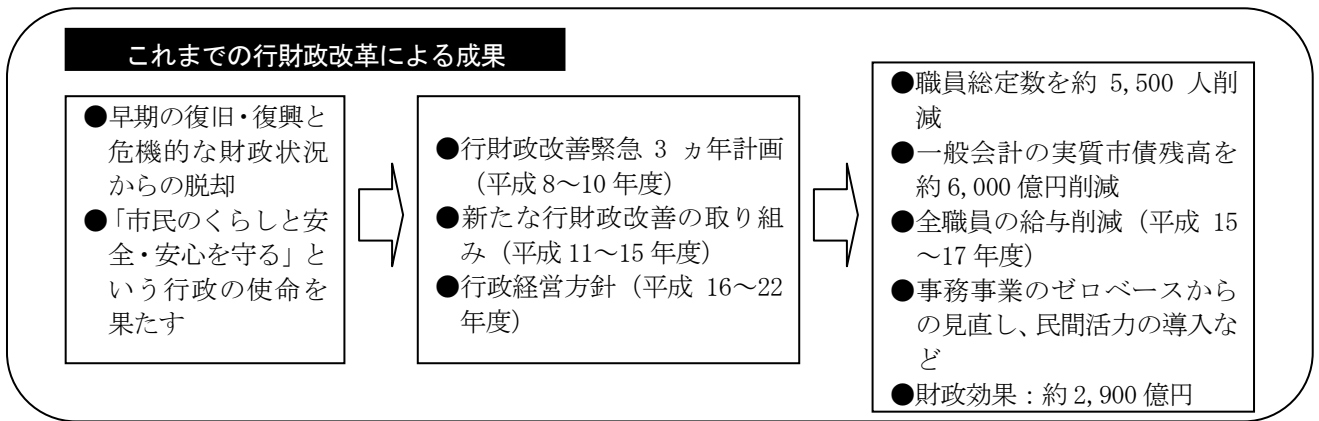 これまでの行財政改革による成果
●早期の復旧・復興と
危機的な財政状況
からの脱却
●「市民のくらしと安
全・安心を守る」と
いう行政の使命を
果たす
●行財政改善緊急 3 ヵ年計画
（平成 8～10 年度）
●新たな行財政改善の取り組
み（平成 11～15 年度）
●行政経営方針（平成 16～22
年度）
●職員総定数を約 5,500 人削
減
●一般会計の実質市債残高を
約 6,000 億円削減
●全職員の給与削減（平成 15
～17 年度）
●事務事業のゼロベースから
の見直し、民間活力の導入な
ど
●財政効果：約 2,900 億円